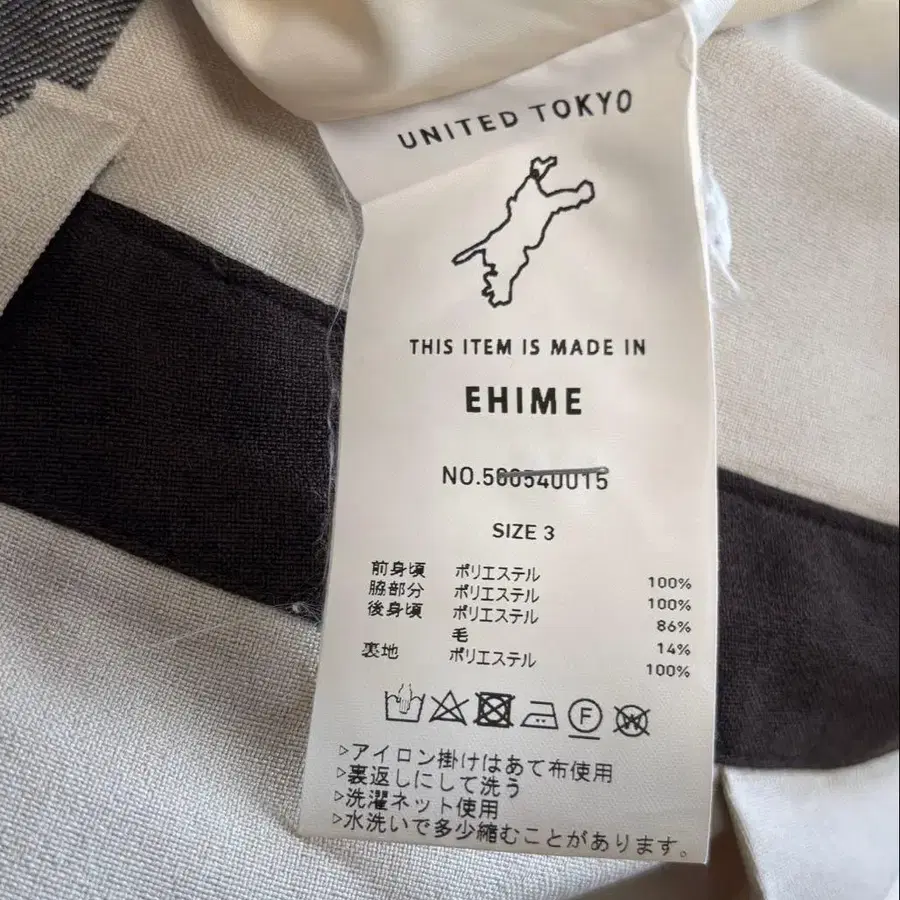 UNITED TOKYO
THIS ITEM IS MADE IN
EHIME
NO.560540015
SIZE 3
前身頃 ポリエステル 100%
脇部分 ポリエステル 100%
後身頃 ポリエステル 86%
毛 14%
裏地 ポリエステル 100%
F
W
▷アイロン掛けはあて布使用
▷裏返しにして洗う
▷洗濯ネット使用
▷水洗いで多少縮むことがあります。